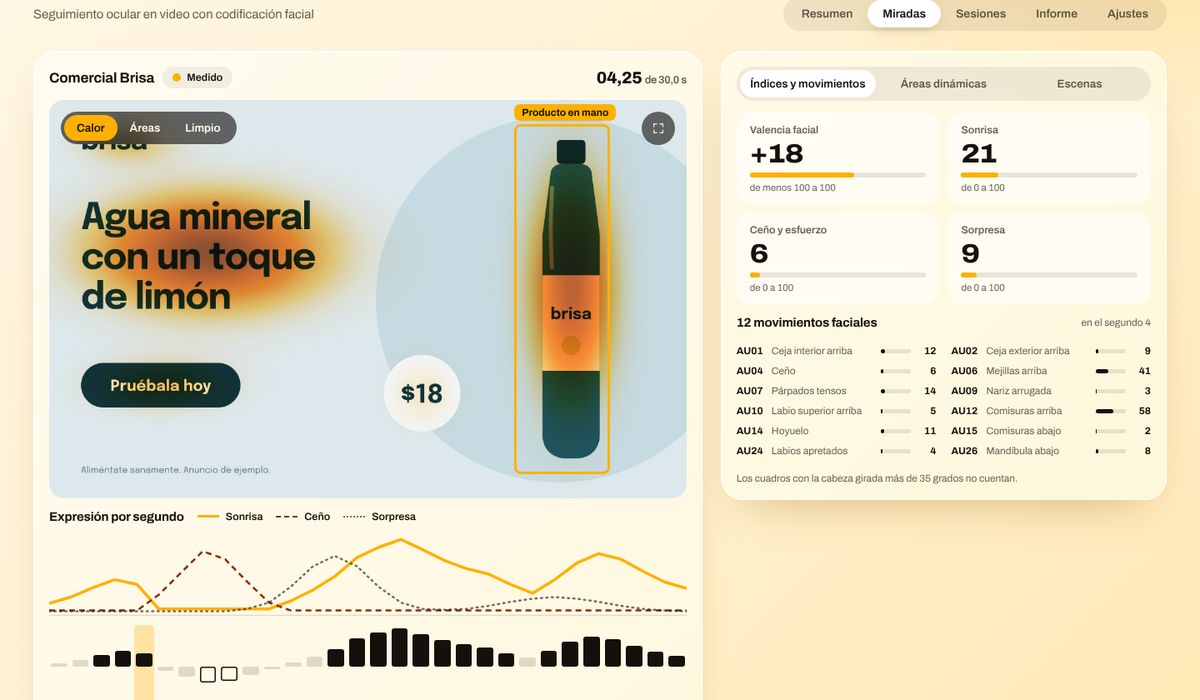 Seguimiento ocular en video con codificación facial
Resumen
Miradas
Sesiones
Informe
Ajustes
Comercial Brisa
Medido
04,25 de 30,0 s
Calor
Áreas
Limpio
Producto en mano
brisa
Agua mineral
con un toque
de limón
brisa
Pruébala hoy
$18
Aliméntate sanamente. Anuncio de ejemplo.
Expresión por segundo
Sonrisa
Ceño
Sorpresa
Índices y movimientos
Áreas dinámicas
Escenas
Valencia facial
+18
de menos 100 a 100
Sonrisa
21
de 0 a 100
Ceño y esfuerzo
6
de 0 a 100
Sorpresa
9
de 0 a 100
12 movimientos faciales
en el segundo 4
AU01 Ceja interior arriba 12
AU02 Ceja exterior arriba 9
AU04 Ceño 6
AU06 Mejillas arriba 41
AU07 Párpados tensos 14
AU09 Nariz arrugada 3
AU10 Labio superior arriba 5
AU12 Comisuras arriba 58
AU14 Hoyuelo 11
AU15 Comisuras abajo 2
AU24 Labios apretados 4
AU26 Mandíbula abajo 8
Los cuadros con la cabeza girada más de 35 grados no cuentan.